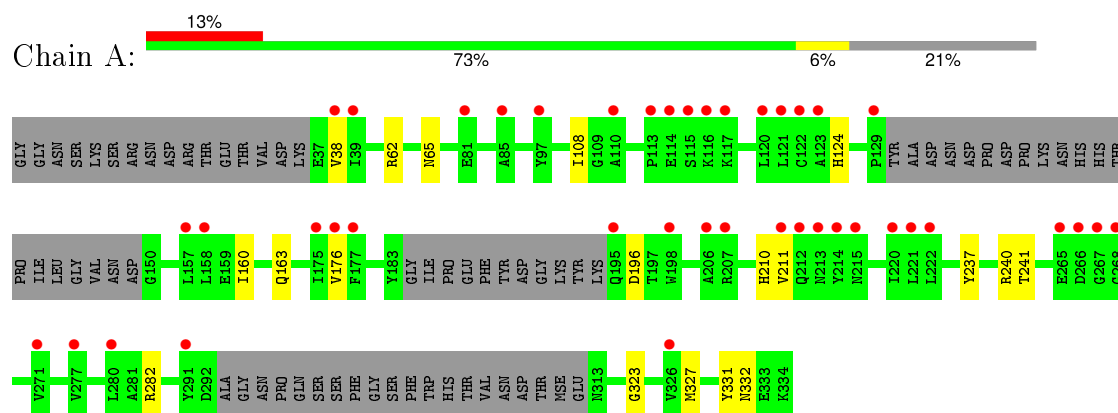 13%
Chain A:
73% 6% 21%
GLY GLY ASN SER LYS SER ARG ASN ASP ARG THR GLU THR VAL ASP LYS E37 V38 I39 R62 N65 E81 A85 Y97 I108 G109 A110 P113 E114 S115 K116 K117 L120 L121 C122 A123 H124 P129 TYR ALA ASP ASN ASP PRO ASP PRO LYS ASN HIS HIS
PRO ILE LEU GLY VAL ASN ASP G150 L157 L158 E159 I160 Q163 I175 V176 F177 Y183 GLY ILE PRO GLU PHE TYR ASP GLY LYS TYR LYS Q195 D196 T197 W198 A206 R207 H210 V211 Q212 N213 Y214 N215 I220 L221 L222 Y237 R240 T241 E265 D266 G267
V271 V277 L280 A281 R282 Y291 D292 ALA GLY ASN PRO GLN SER SER PHE GLY SER PHE TRP HIS THR VAL ASN ASP THR MSE GLU N313 G323 V326 M327 Y331 N332 E333 K334